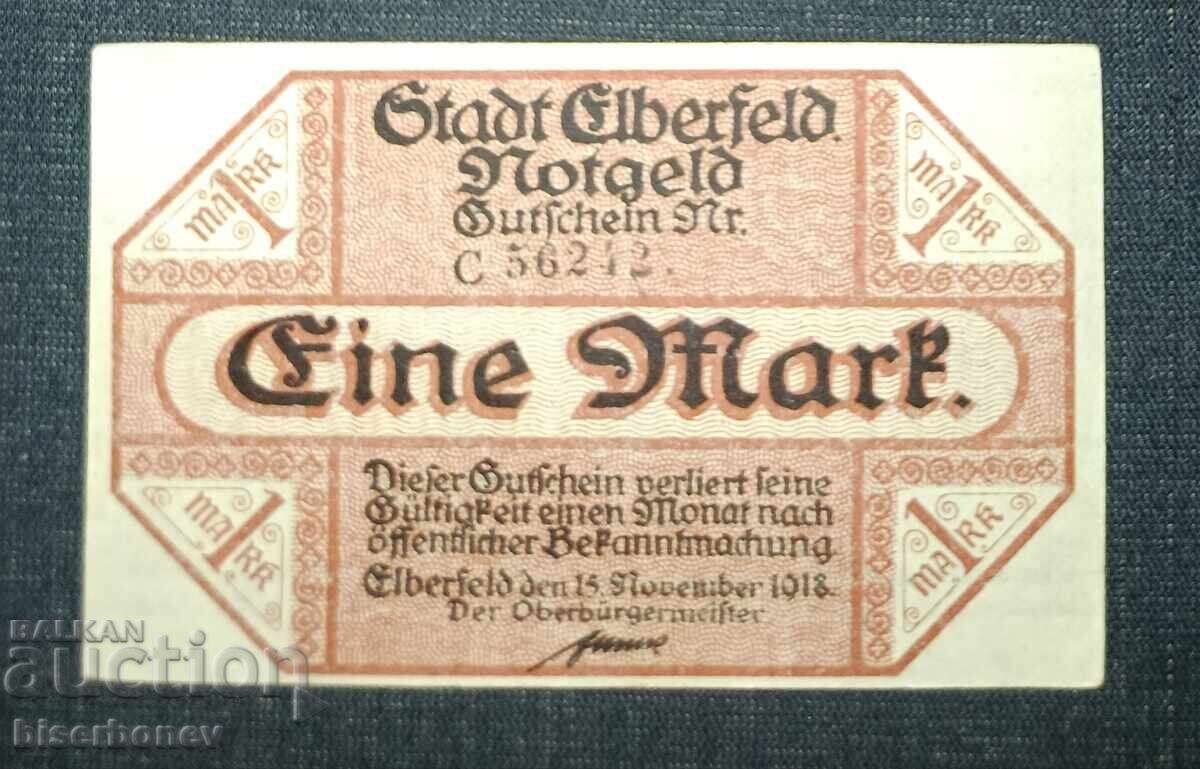 Stadt Elberfeld.
Notgeld
Gutschein Nr.
C 56242.
1 MARK
1 MARK
Eine Mark.
Dieser Gutschein verliert seine
Gültigkeit einen Monat nach
öffentlicher Bekanntmachung
Elberfeld den 15. November 1918.
Der Oberbürgermeister
1 MARK
1 MARK
BALKAN
auction
biserbonev